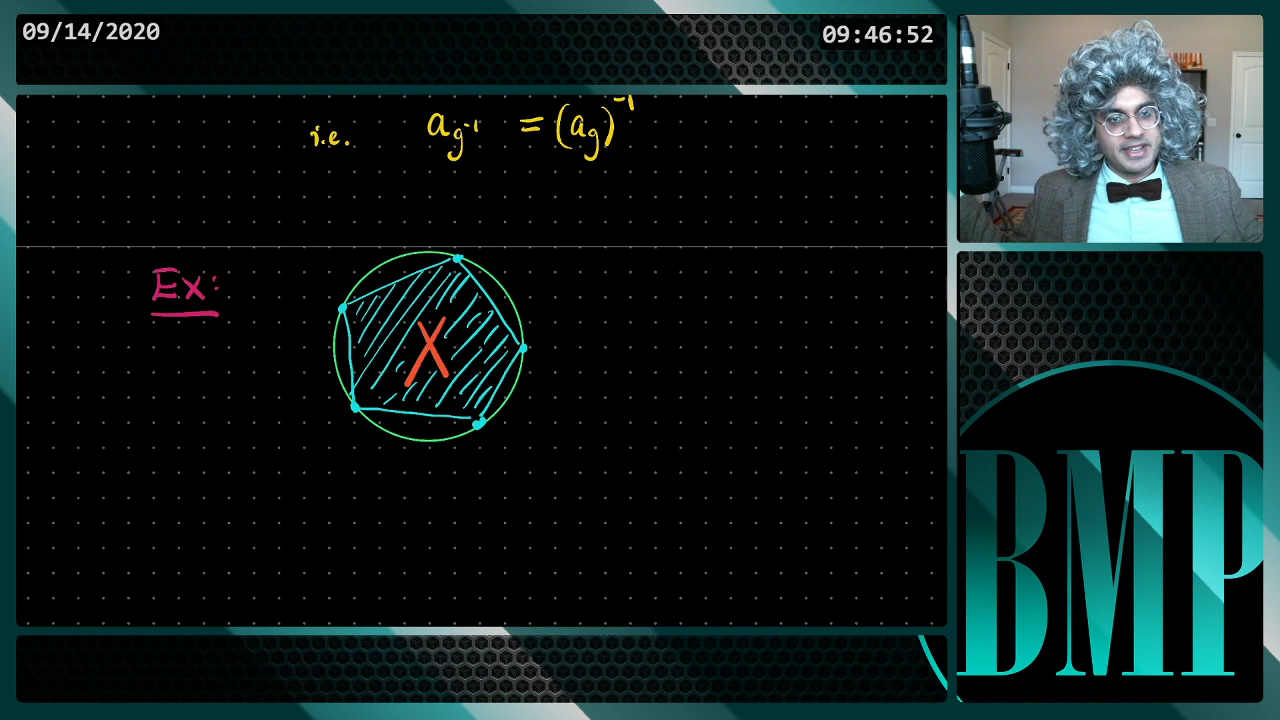 09/14/2020
09:46:52
i.e. a_{g^{-1}} = (a_g)^{-1}
Ex:
X
BMP